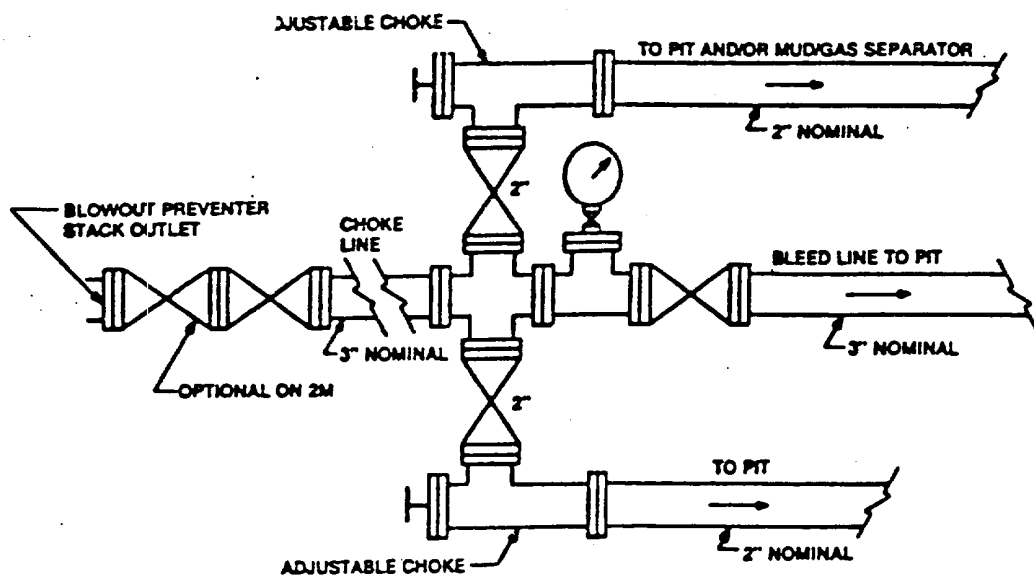 ADJUSTABLE CHOKE
TO PIT AND/OR MUD/GAS SEPARATOR
2" NOMINAL
2"
BLOWOUT PREVENTER
STACK OUTLET
CHOKE
LINE
BLEED LINE TO PIT
3" NOMINAL
3" NOMINAL
OPTIONAL ON 2M
2"
TO PIT
2" NOMINAL
ADJUSTABLE CHOKE